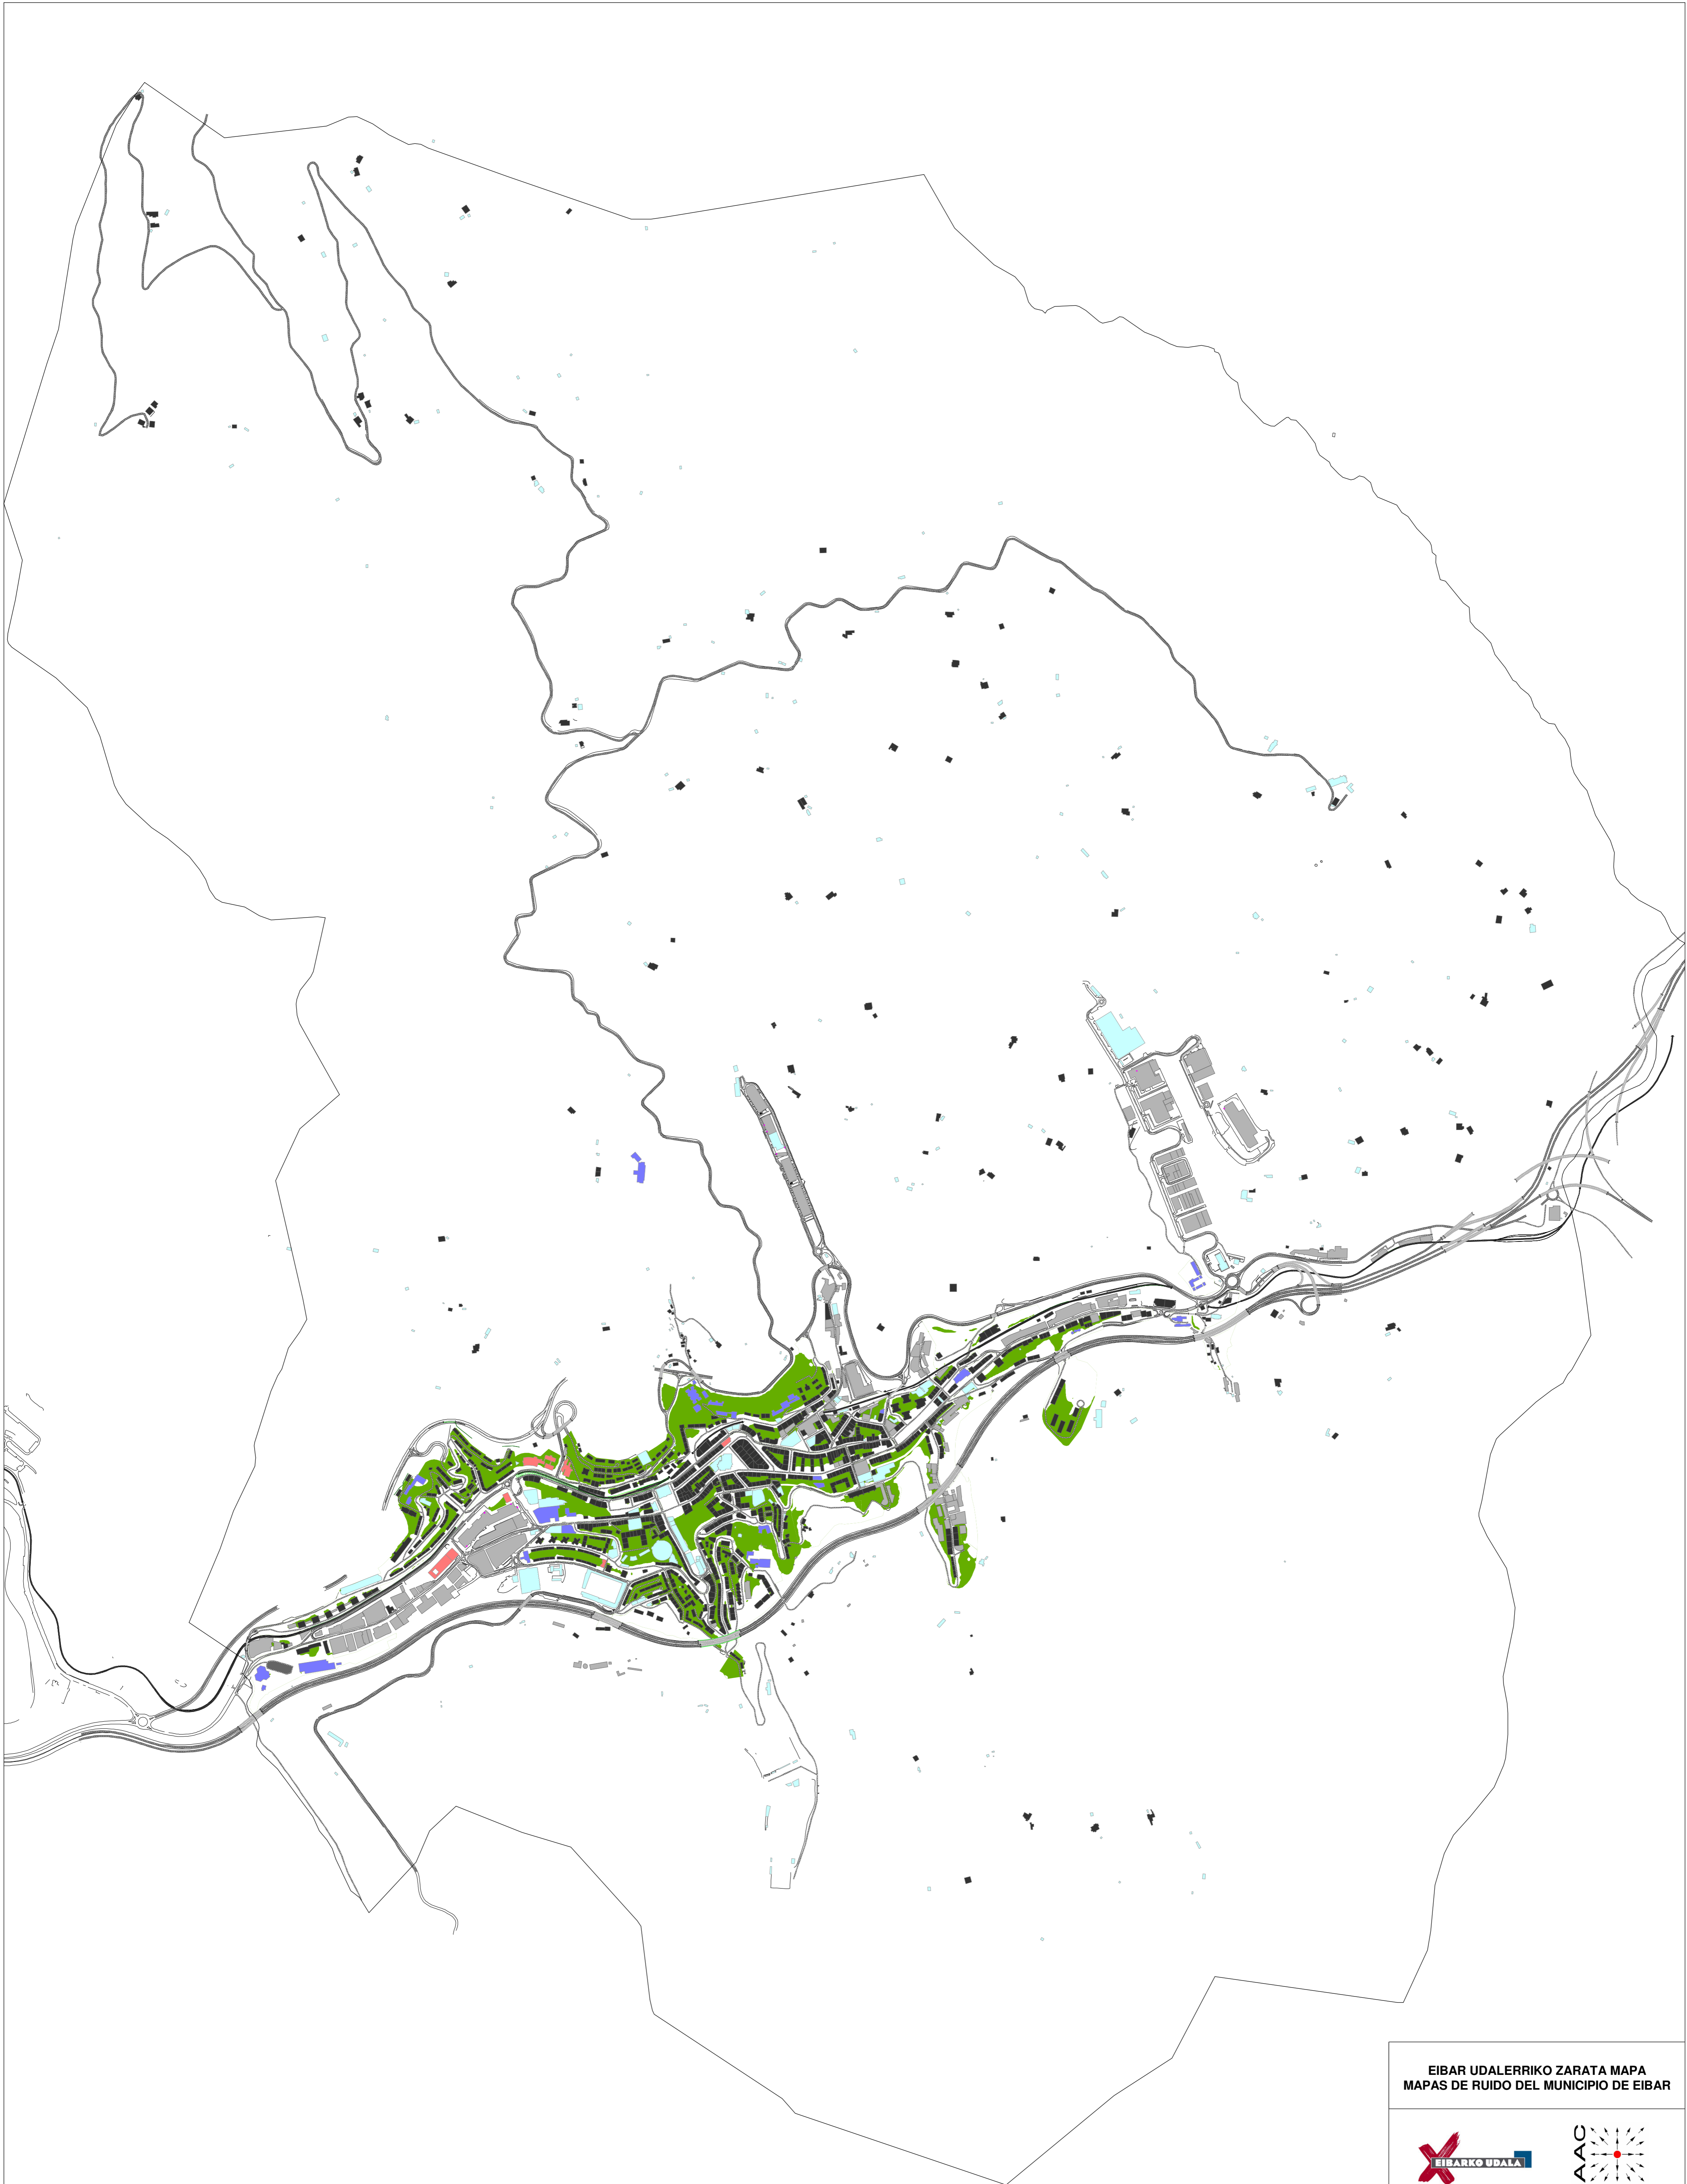 EIBAR UDALERRIKO ZARATA MAPA
MAPAS DE RUIDO DEL MUNICIPIO DE EIBAR
EIBARKO UDALA
AAC